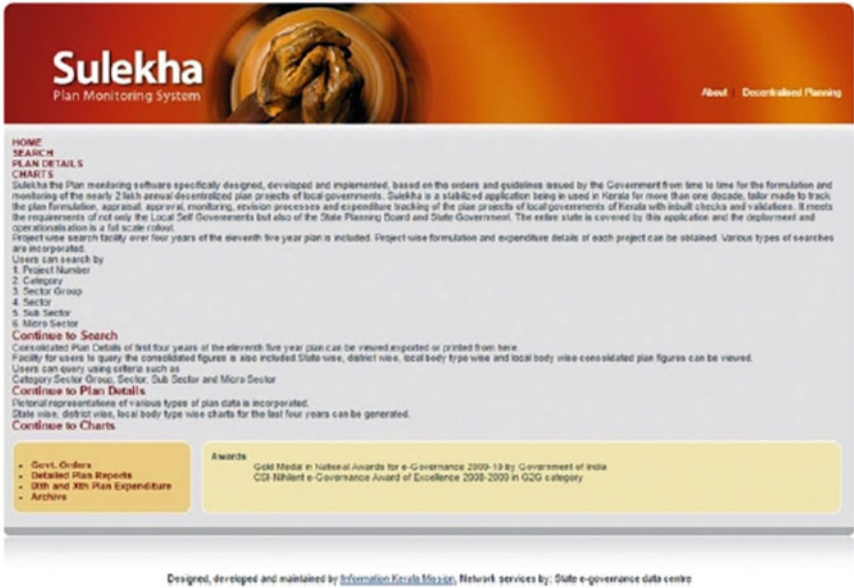 Sulekha
Plan Monitoring System
About | Decentralised Planning
HOME
SEARCH
PLAN DETAILS
CHARTS
Sulekha the Plan monitoring software specifically designed, developed and implemented, based on the orders and guidelines issued by the Government from time to time for the formulation and
monitoring of the nearly 2 lakh annual decentralized plan projects of local governments. Sulekha is a stabilized application being in used in Kerala for more than one decade, tailor made to track
the plan formulation, appraisal, approval, monitoring, revision processes and expenditure tracking of the plan projects of local governments of Kerala with inbuilt checks and validations. It meets
the requirements of not only the Local Self Governments but also of the State Planning Board and State Government. The entire state is covered by this application and the deployment and
operationalisation is a full scale rollout.
Project wise search facility over four years of the eleventh five year plan is included. Project wise formulation and expenditure details of each project can be obtained. Various types of searches
are incorporated.
Users can search by
1. Project Number
2. Category
3. Sector Group
4. Sector
5. Sub Sector
6. Micro Sector
Continue to Search
Consolidated Plan Details of first four years of the eleventh five year plan can be viewed,exported or printed from here.
Facility for users to query the consolidated figures is also included.State wise, district wise, local body type wise and local body wise consolidated plan figures can be viewed.
Users can query using criteria such as
Category,Sector Group, Sector, Sub Sector and Micro Sector
Continue to Plan Details
Pictorial representations of various types of plan data is incorporated.
State wise, district wise, local body type wise charts for the last four years can be generated.
Continue to Charts
• Govt. Orders
• Detailed Plan Reports
• IXth and Xth Plan Expenditure
• Archive
Awards
Gold Medal in National Awards for e-Governance 2009-10 by Government of India
CSI-Nihilent e-Governance Award of Excellence 2008-2009 in G2G category
Designed, developed and maintained by Information Kerala Mission, Network services by: State e-governance data centre